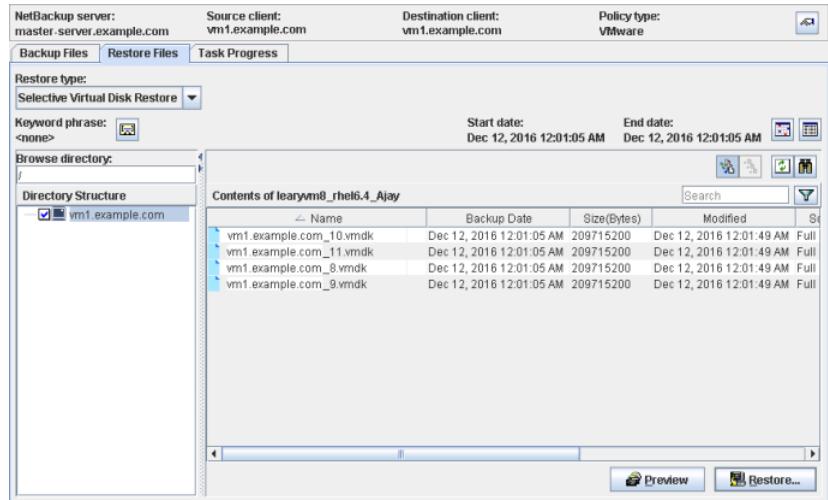 NetBackup server: Source client: Destination client: Policy type:
master-server.example.com vm1.example.com vm1.example.com VMware
Backup Files Restore Files Task Progress
Restore type:
Selective Virtual Disk Restore
Keyword phrase: Start date: End date:
<none> Dec 12, 2016 12:01:05 AM Dec 12, 2016 12:01:05 AM
Browse directory:
/
Directory Structure Contents of learyvm8_rhel6.4_Ajay Search
vm1.example.com Name Backup Date Size(Bytes) Modified
vm1.example.com_10.vmdk Dec 12, 2016 12:01:05 AM 209715200 Dec 12, 2016 12:01:49 AM Full
vm1.example.com_11.vmdk Dec 12, 2016 12:01:05 AM 209715200 Dec 12, 2016 12:01:49 AM Full
vm1.example.com_8.vmdk Dec 12, 2016 12:01:05 AM 209715200 Dec 12, 2016 12:01:49 AM Full
vm1.example.com_9.vmdk Dec 12, 2016 12:01:05 AM 209715200 Dec 12, 2016 12:01:49 AM Full
Preview Restore...